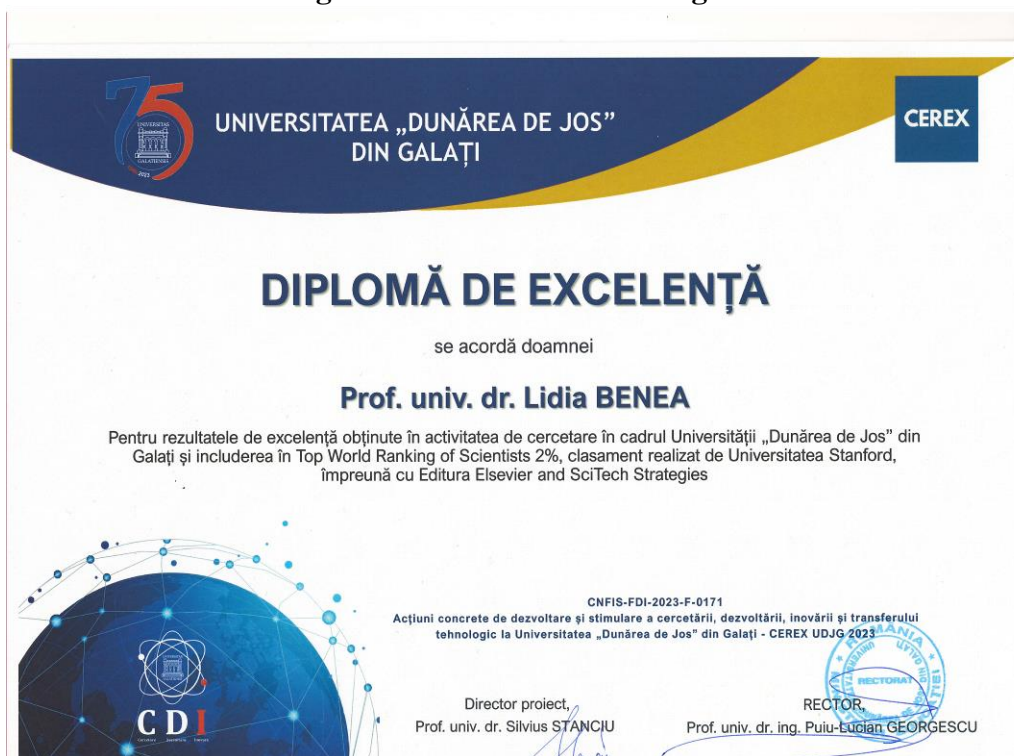 75
UNIVERSITAS
GALATIENSIS
2023
UNIVERSITATEA „DUNĂREA DE JOS”
DIN GALAȚI
CEREX
DIPLOMĂ DE EXCELENȚĂ
se acordă doamnei
Prof. univ. dr. Lidia BENEA
Pentru rezultatele de excelență obținute în activitatea de cercetare în cadrul Universității „Dunărea de Jos” din
Galați și includerea în Top World Ranking of Scientists 2%, clasament realizat de Universitatea Stanford,
împreună cu Editura Elsevier and SciTech Strategies
CNFIS-FDI-2023-F-0171
Acțiuni concrete de dezvoltare și stimulare a cercetării, dezvoltării, inovării și transferului
tehnologic la Universitatea „Dunărea de Jos” din Galați - CEREX UDJG 2023
ROMÂNIA
RECTORAT
CDI
Director proiect,
Prof. univ. dr. Silvius STANCIU
RECTOR,
Prof. univ. dr. ing. Puiu-Lucian GEORGESCU